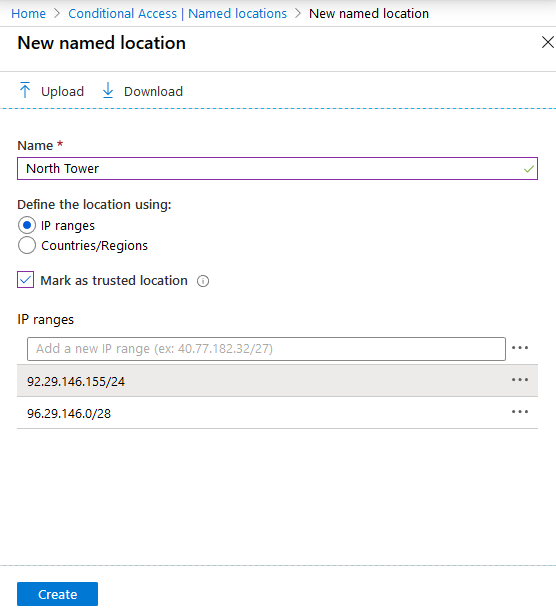 Home > Conditional Access | Named locations > New named location
New named location
Upload Download
Name *
North Tower
Define the location using:
IP ranges
Countries/Regions
Mark as trusted location
IP ranges
Add a new IP range (ex: 40.77.182.32/27)
92.29.146.155/24
96.29.146.0/28
Create